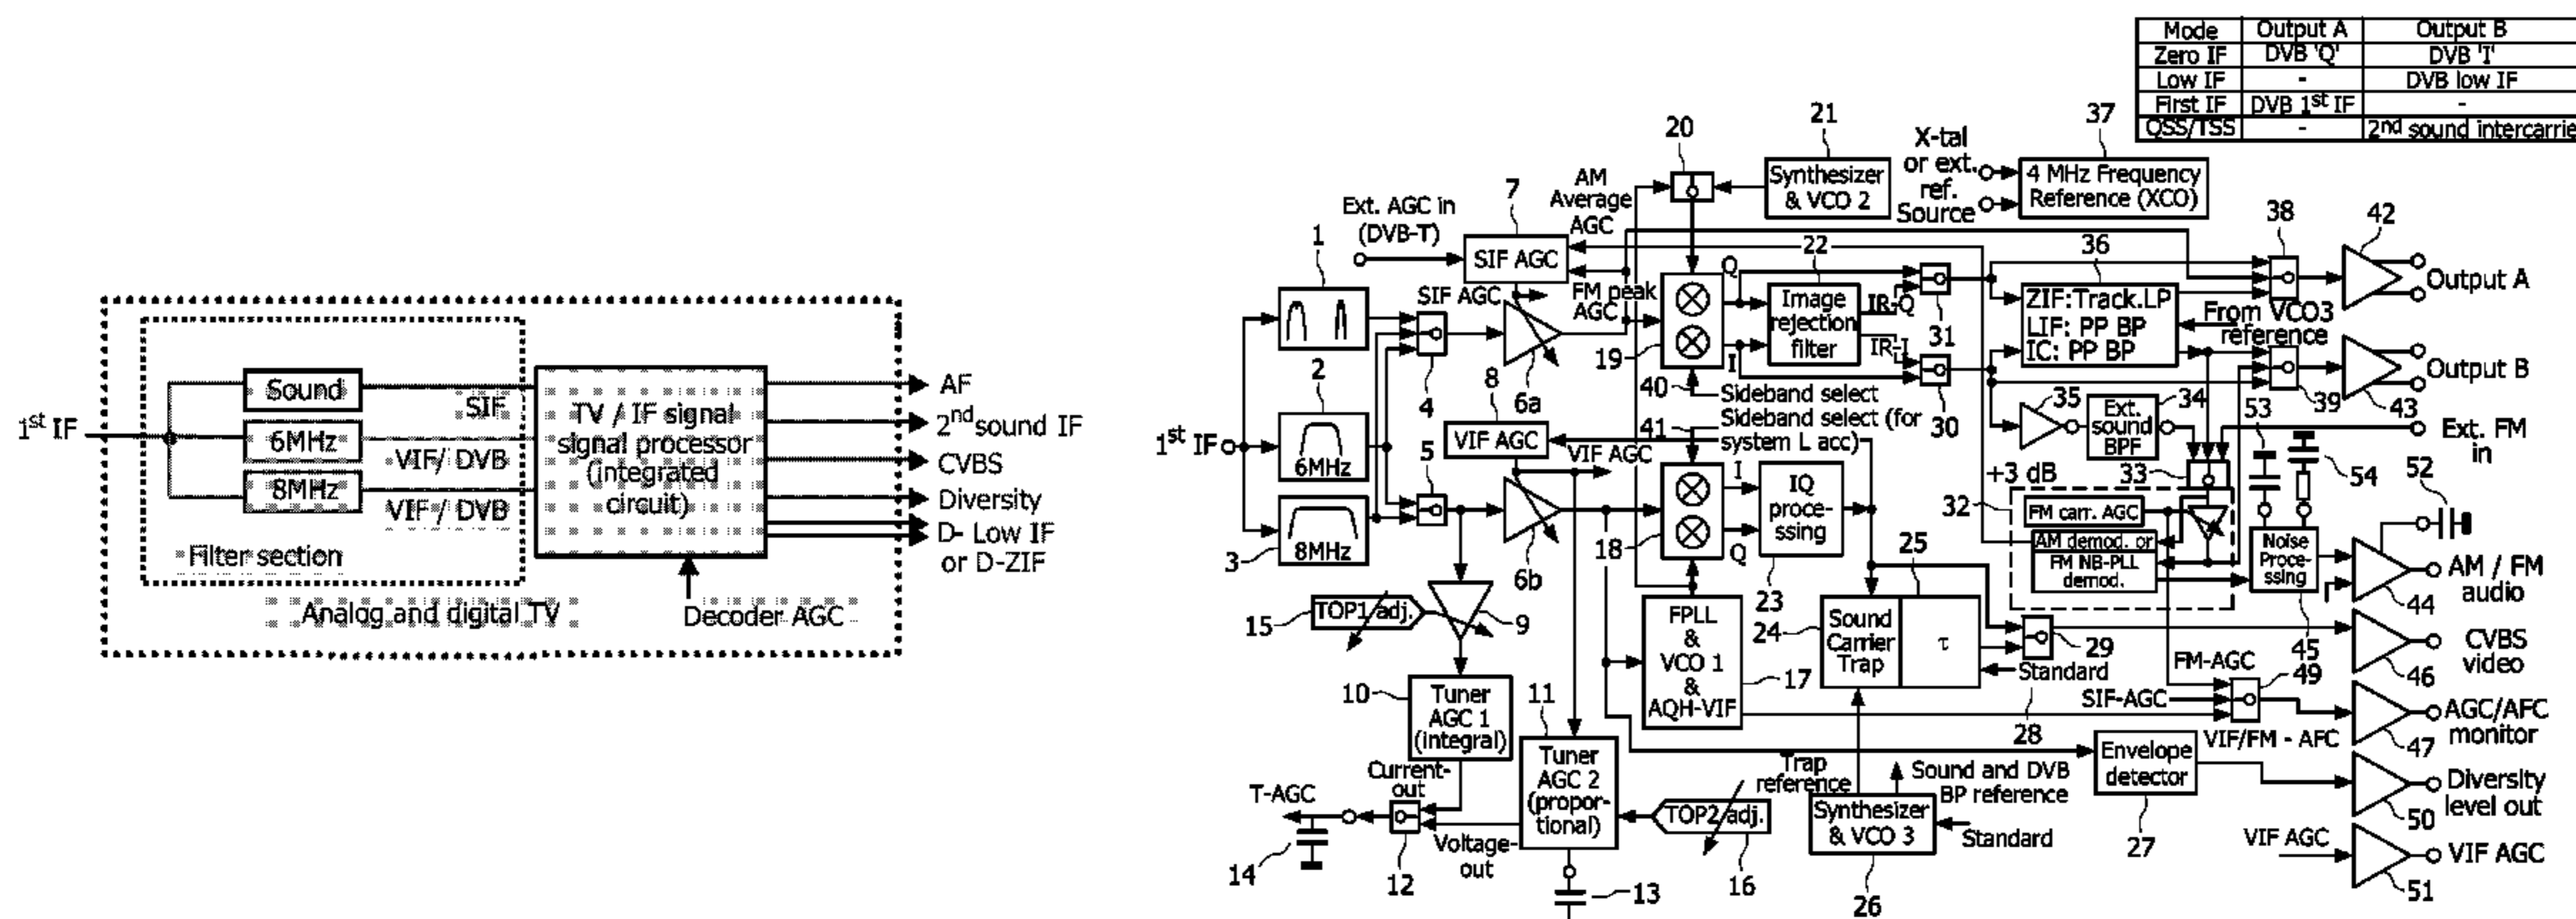 1st IF
Sound
6MHz
8MHz
SIF
VIF/ DVB
VIF / DVB
Filter section
TV / IF signal
signal processor
(integrated
circuit)
AF
2nd sound IF
CVBS
Diversity
D- Low IF
or D-ZIF
Analog and digital TV
Decoder AGC
Mode Output A Output B
Zero IF DVB 'Q' DVB 'I'
Low IF - DVB low IF
First IF DVB 1st IF -
QSS/TSS - 2nd sound intercarrie
1st IF
1
2
6MHz
3
8MHz
4
5
Ext. AGC in
(DVB-T)
7
SIF AGC
SIF AGC
6a
8
VIF AGC
VIF AGC
6b
AM
Average
AGC
FM peak
AGC
20
21
Synthesizer
& VCO 2
X-tal
or ext.
ref.
Source
37
4 MHz Frequency
Reference (XCO)
19
Q
I
40
22
Image
rejection
filter
IR-Q
IR-I
31
30
Sideband select
Sideband select (for
system L acc)
41
18
I
Q
IQ
proce-
ssing
23
36
ZIF:Track.LP
LIF: PP BP
IC: PP BP
From VCO3
reference
38
42
Output A
39
43
Output B
35
Ext.
sound
BPF
34
Ext. FM
in
33
+3 dB
32
FM carr. AGC
AM demod. or
FM NB-PLL
demod.
53
54
52
Noise
Proce-
ssing
45
AM / FM
audio
44
CVBS
video
46
15
TOP1 adj.
9
10
Tuner
AGC 1
(integral)
11
Tuner
AGC 2
(propor-
tional)
Current-
out
T-AGC
14
12
Voltage-
out
13
TOP2 adj.
16
FPLL
&
VCO 1
&
AQH-VIF
17
24
Sound
Carrier
Trap
25
τ
29
Standard
28
Trap
reference
Sound and DVB
BP reference
Synthesizer
& VCO 3
Standard
26
FM-AGC
SIF-AGC
VIF/FM - AFC
49
AGC/AFC
monitor
47
Envelope
detector
27
Diversity
level out
50
VIF AGC
VIF AGC
51